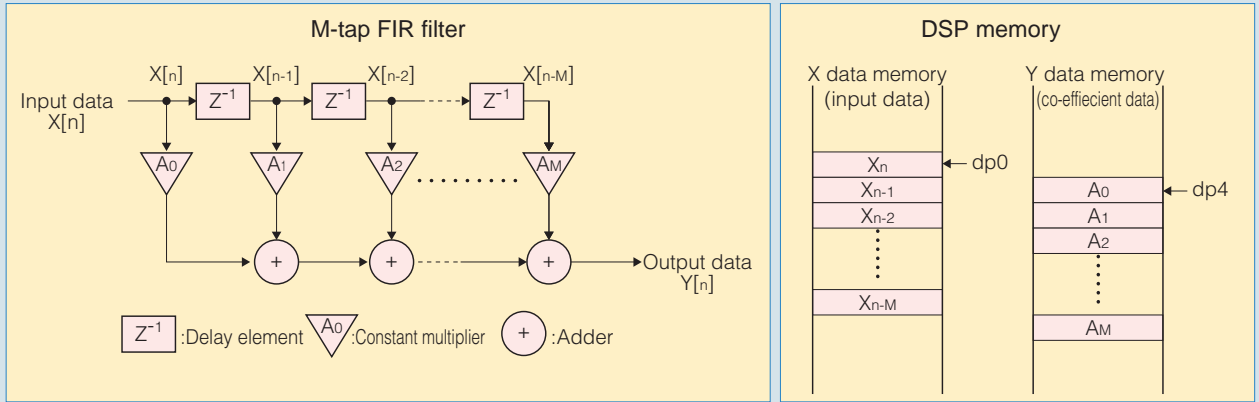 M-tap FIR filter
X[n] X[n-1] X[n-2] X[n-M]
Input data
X[n]
Z-1 Z-1 Z-1
A0 A1 A2 AM
+ + +
Output data
Y[n]
Z-1 :Delay element A0 :Constant multiplier + :Adder
DSP memory
X data memory
(input data)
Y data memory
(co-effiecient data)
Xn
dp0
Xn-1
Xn-2
Xn-M
A0
dp4
A1
A2
AM